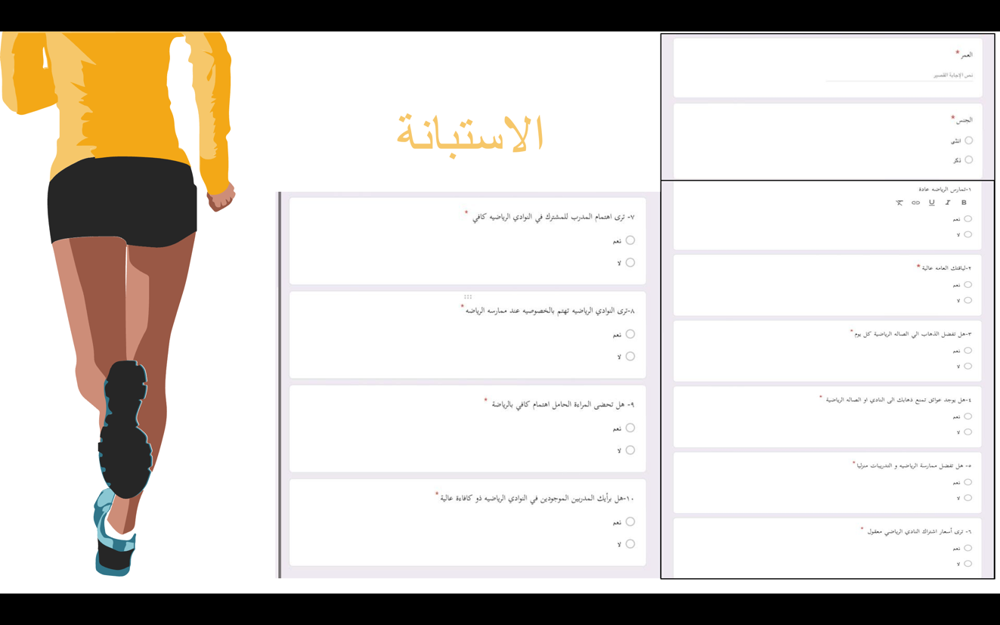 الاستبانة
العمر *
نص الإجابة القصير
الجنس *
انثى
ذكر
١-تمارس الرياضه عادة
B I U
نعم
لا
٢-لياقتك العامه عالية *
نعم
لا
٣-هل تفضل الذهاب الي الصاله الرياضية كل يوم *
نعم
لا
٤-هل يوجد عوائق تمنع ذهابك الى النادي او الصاله الرياضية *
نعم
لا
٥- هل تفضل ممارسة الرياضيه و التدريبات منزليا *
نعم
لا
٦- ترى أسعار اشتراك النادي الرياضي معقول *
نعم
لا
٧- ترى اهتمام المدرب للمشترك في النوادي الرياضيه كافي *
نعم
لا
٨-ترى النوادي الرياضيه تهتم بالخصوصيه عند ممارسه الرياضه *
نعم
لا
٩- هل تحضى المراءة الحامل اهتمام كافي بالرياضة *
نعم
لا
١٠-هل برأيك المدربين الموجودين في النوادي الرياضيه ذو كافاءة عالية *
نعم
لا